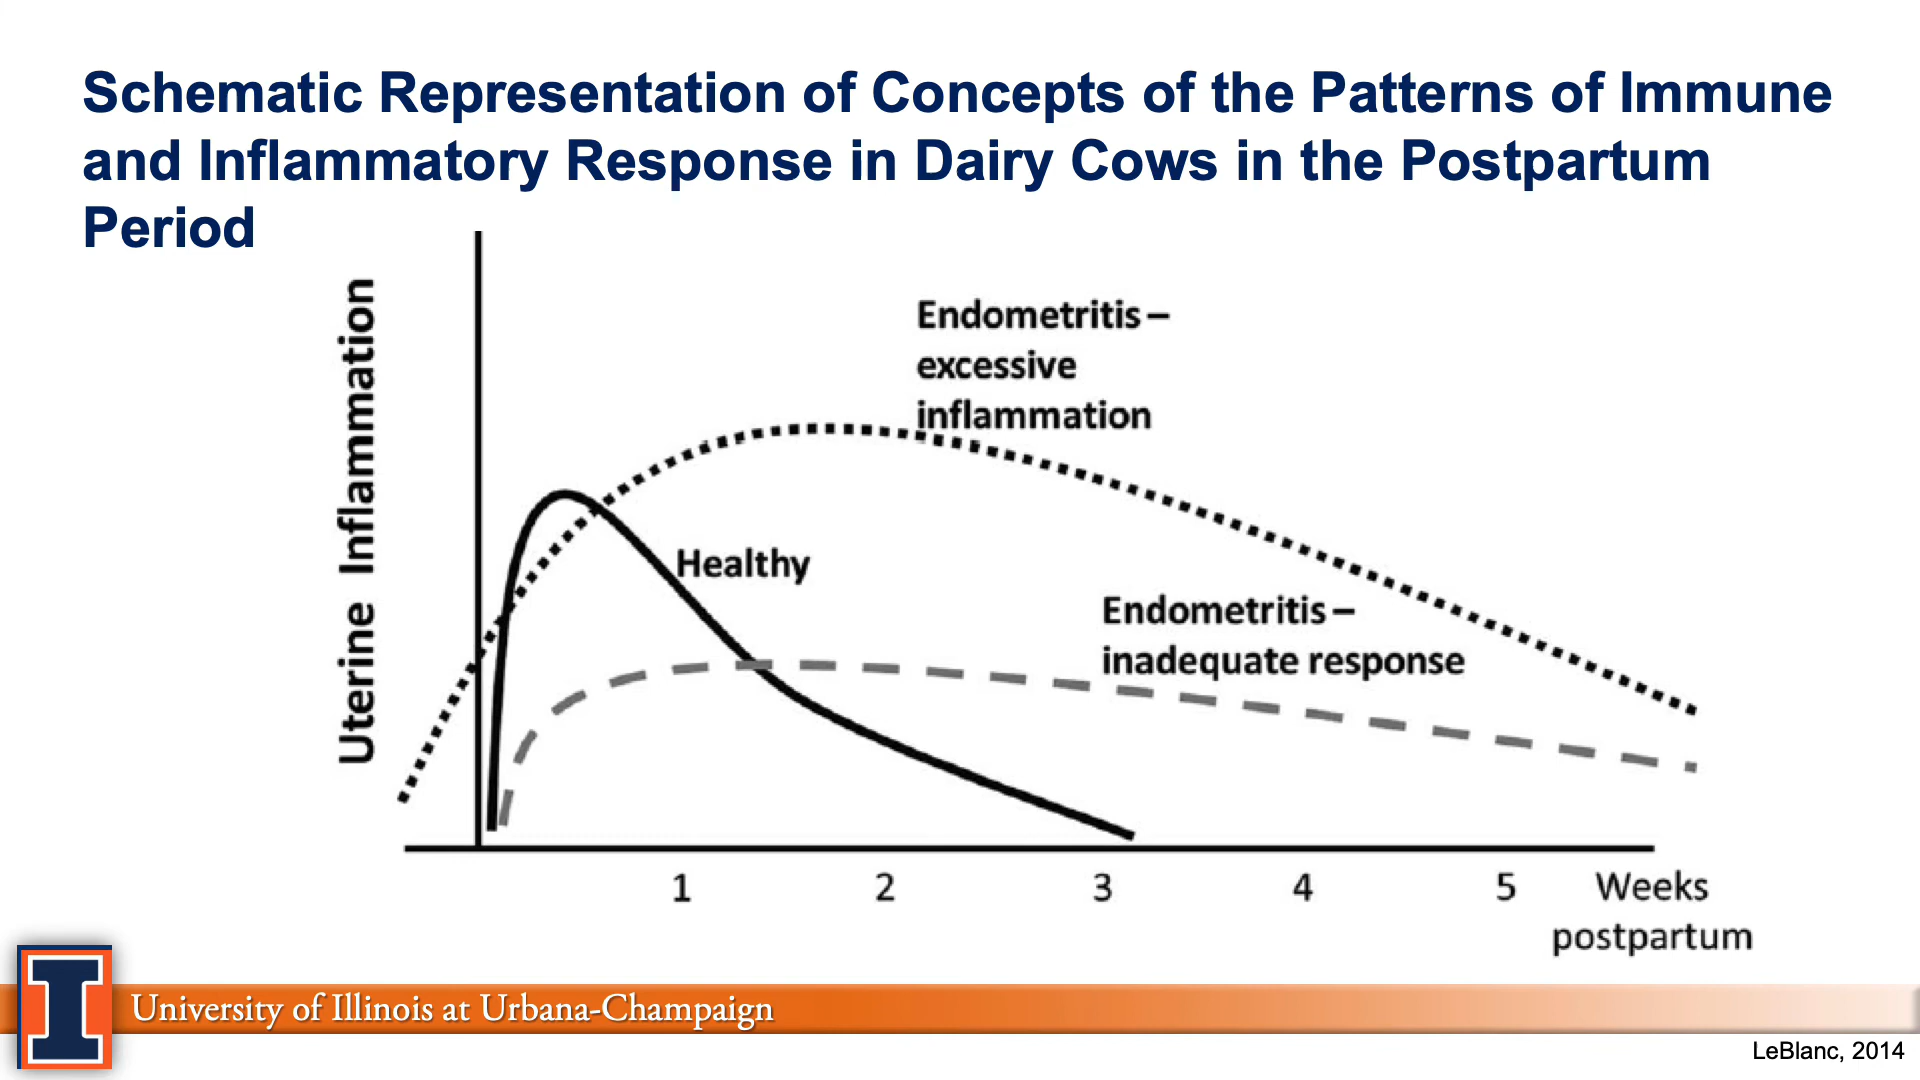 Schematic Representation of Concepts of the Patterns of Immune
and Inflammatory Response in Dairy Cows in the Postpartum
Period
Uterine Inflammation
Endometritis –
excessive
inflammation
Healthy
Endometritis –
inadequate response
1 2 3 4 5 Weeks
postpartum
I
University of Illinois at Urbana-Champaign
LeBlanc, 2014